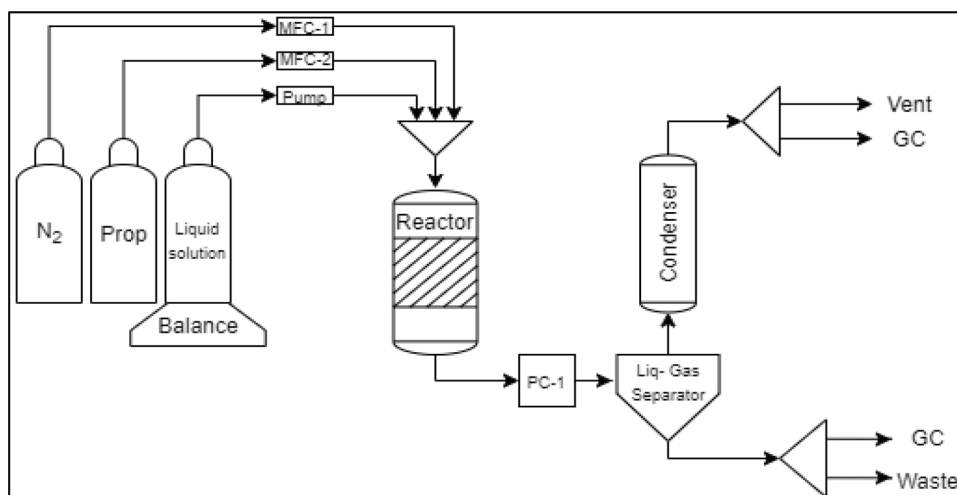 MFC-1
MFC-2
Pump
N2
Prop
Liquid
solution
Balance
Reactor
PC-1
Liq- Gas
Separator
Condenser
Vent
GC
GC
Waste